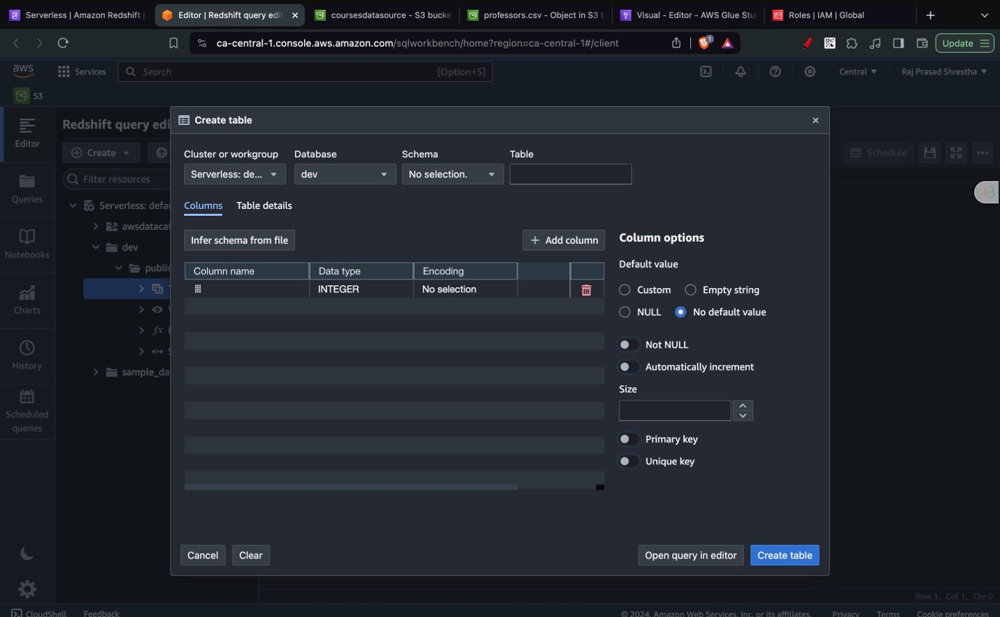 Serverless | Amazon Redshift
Editor | Redshift query edi
coursesdatasource - S3 bucke
professors.csv - Object in S3 b
Visual - Editor - AWS Glue Stu
Roles | IAM | Global
ca-central-1.console.aws.amazon.com/sqlworkbench/home?region=ca-central-1#/client
1
Update
aws
Services
Search
[Option+S]
Central
Raj Prasad Shrestha
S3
Editor
Queries
Notebooks
Charts
History
Scheduled
queries
Redshift query edi
Create
Schedule
Filter resources
Serverless: defa
awsdatacat
dev
public
sample_da
Create table
Cluster or workgroup
Database
Schema
Table
Serverless: de...
dev
No selection.
Columns
Table details
Infer schema from file
Add column
Column name
Data type
Encoding
INTEGER
No selection
Column options
Default value
Custom
Empty string
NULL
No default value
Not NULL
Automatically increment
Size
Primary key
Unique key
Cancel
Clear
Open query in editor
Create table
Row 1, Col 1, Chr 0
CloudShell
Feedback
© 2024, Amazon Web Services, Inc. or its affiliates.
Privacy
Terms
Cookie preferences